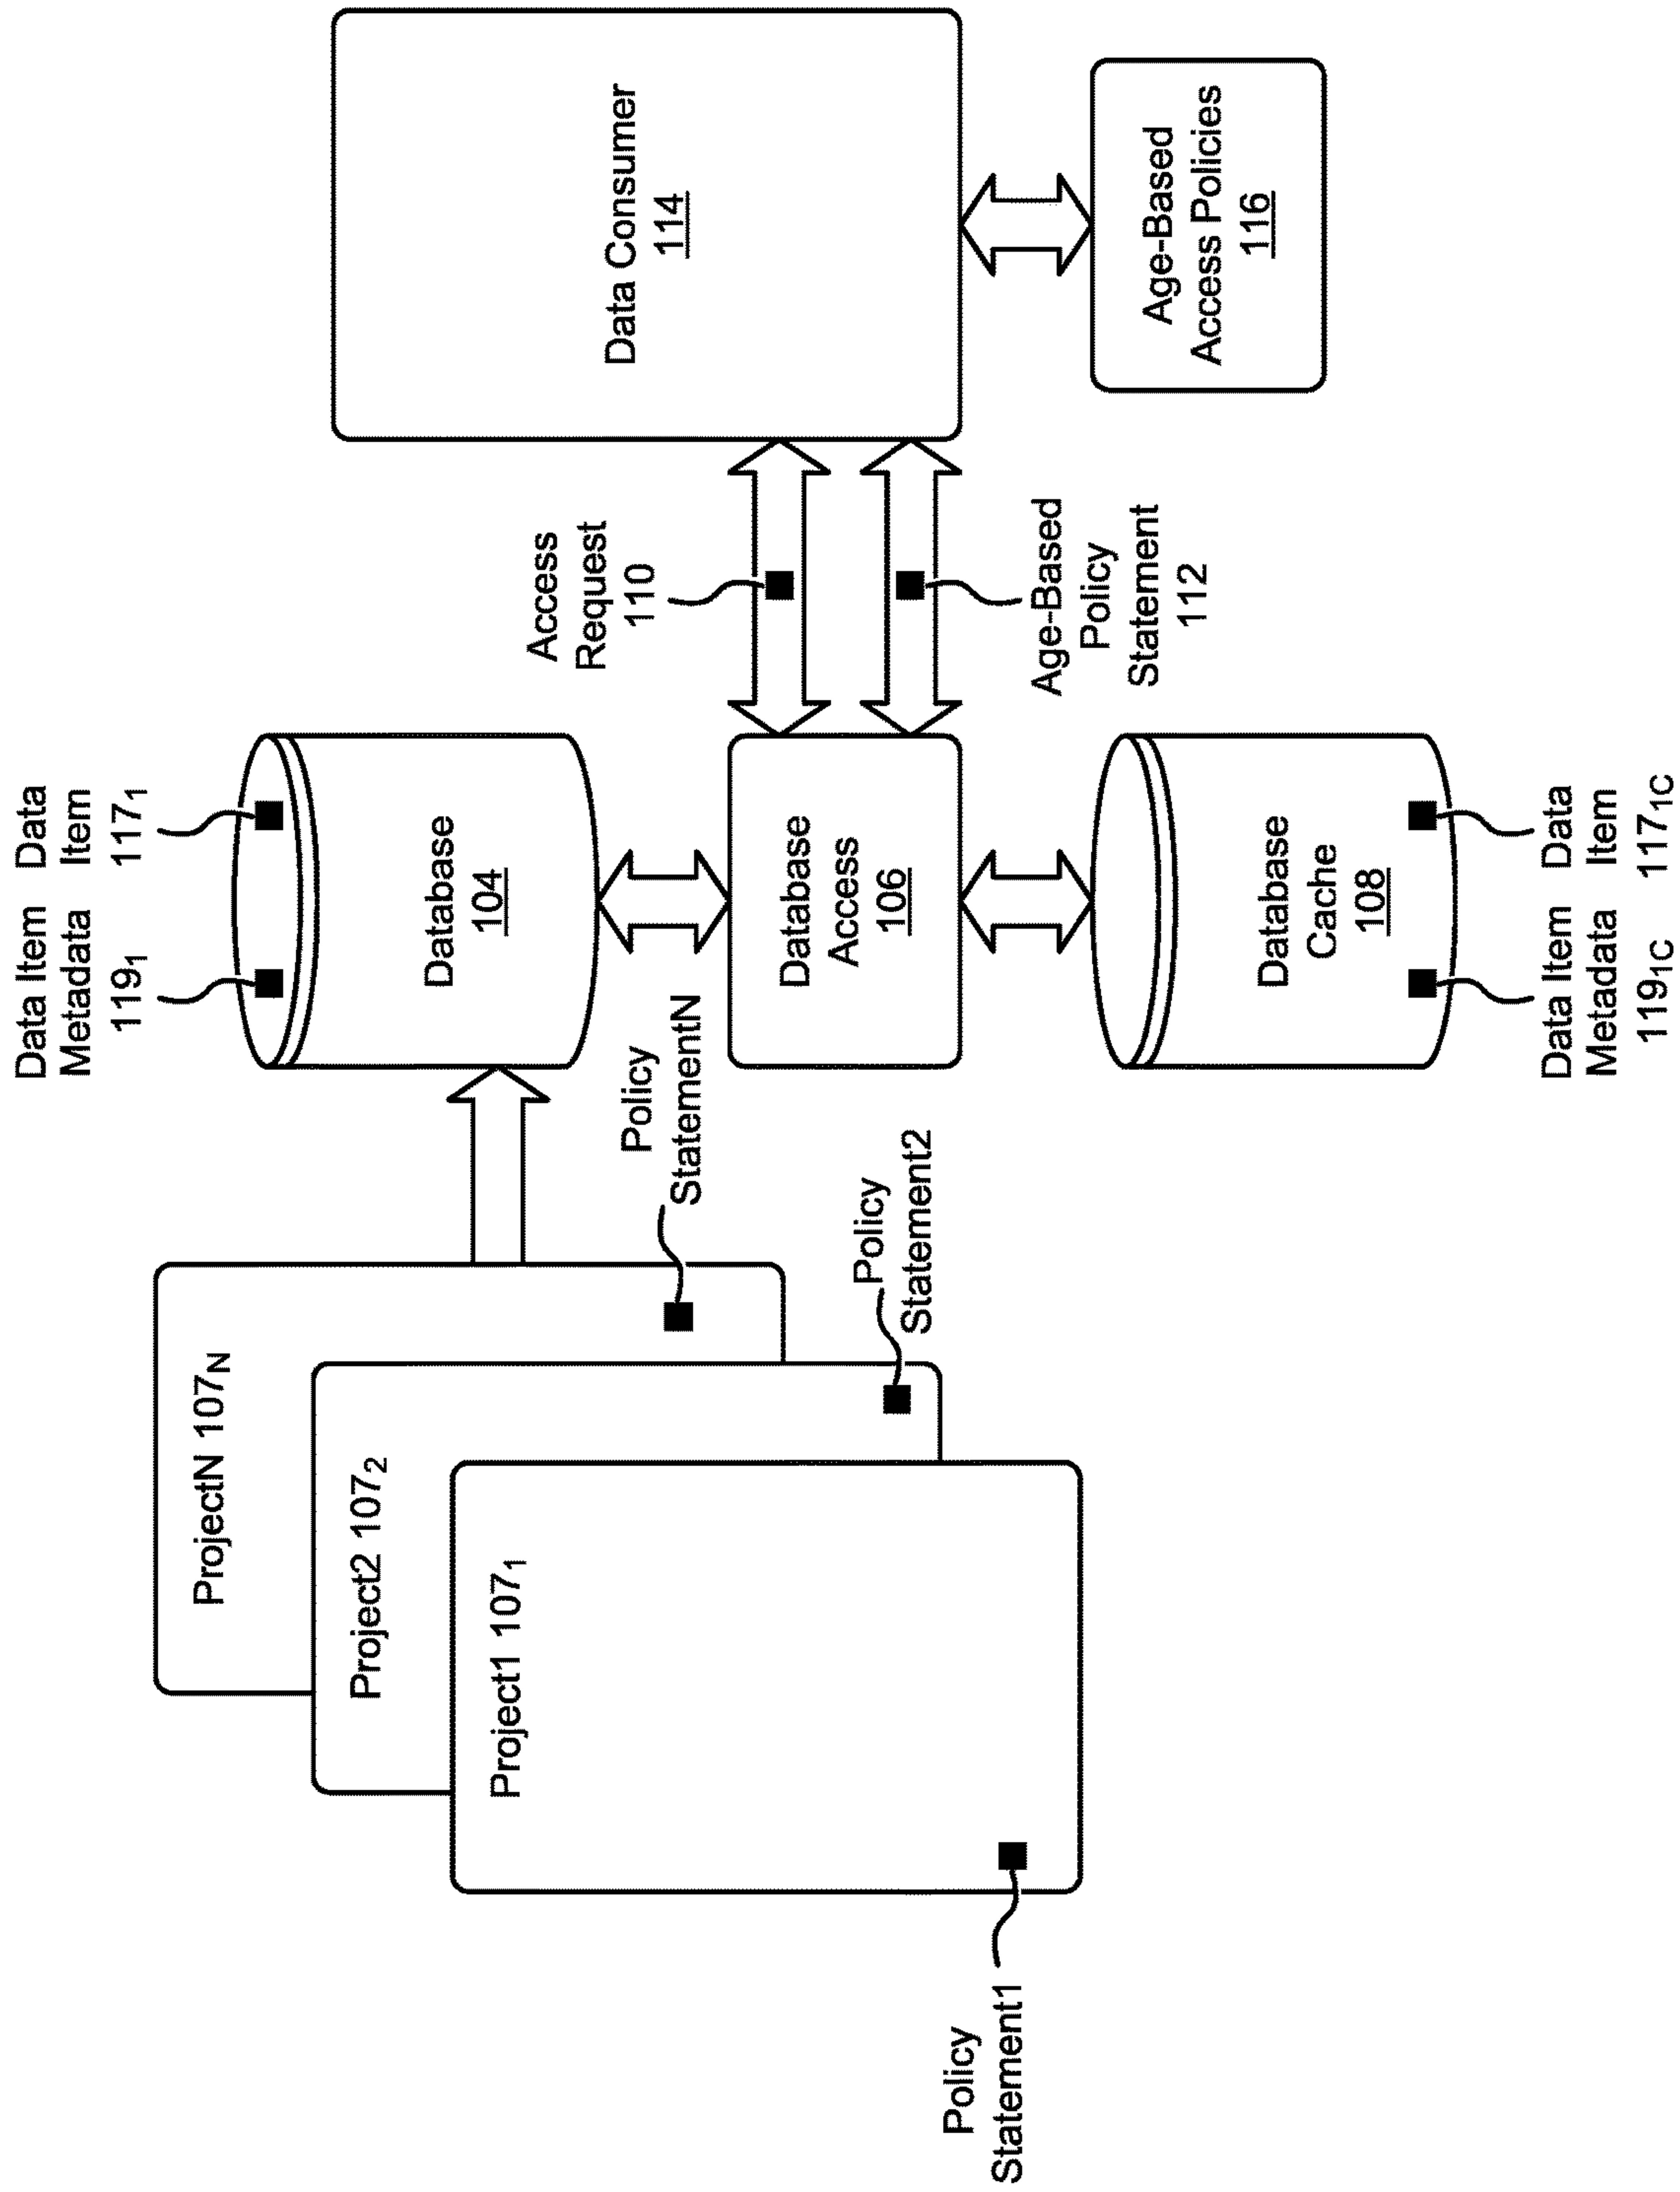 ProjectN 107N
Project2 1072
Project1 1071
Policy
Statement1
Policy
Statement2
Policy
StatementN
Data Item
Metadata
1191
Data
Item
1171
Database
104
Database
Access
106
Database
Cache
108
Data Item
Metadata
1191C
Data
Item
1171C
Access
Request
110
Age-Based
Policy
Statement
112
Data Consumer
114
Age-Based
Access Policies
116